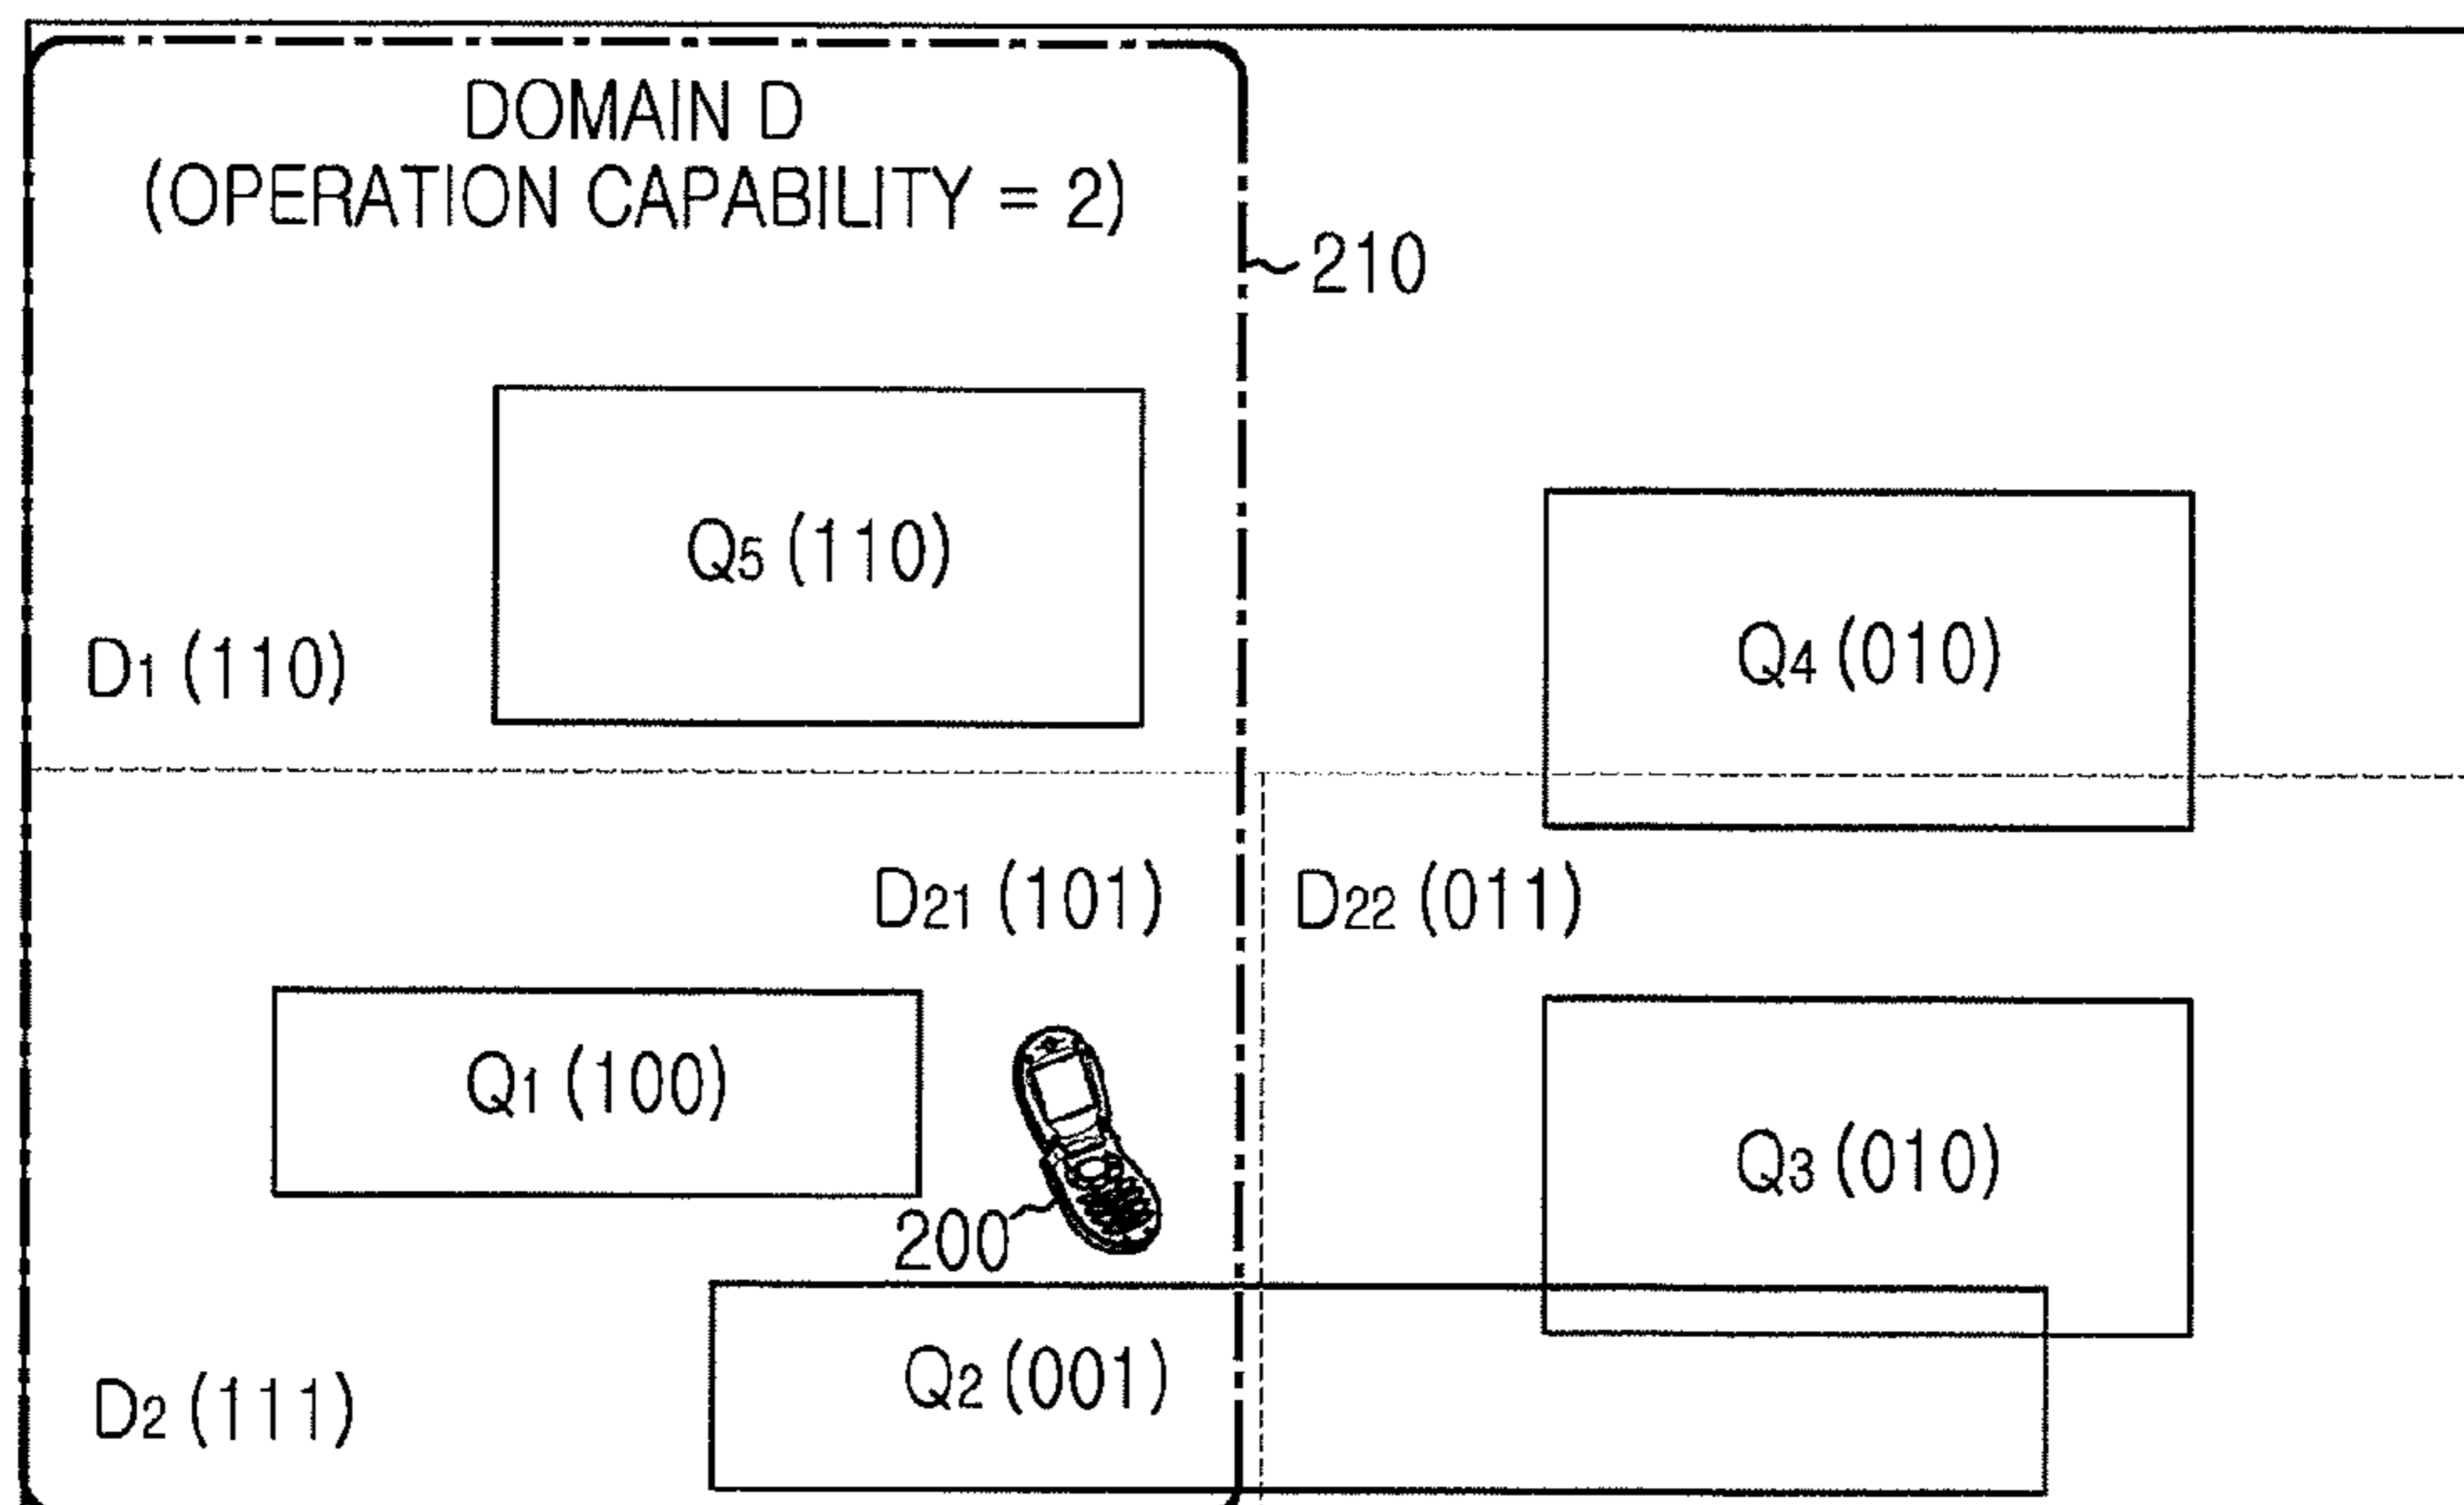 DOMAIN D
(OPERATION CAPABILITY = 2)
210
Q5 (110)
D1 (110)
Q4 (010)
D21 (101)
D22 (011)
Q1 (100)
Q3 (010)
200
Q2 (001)
D2 (111)